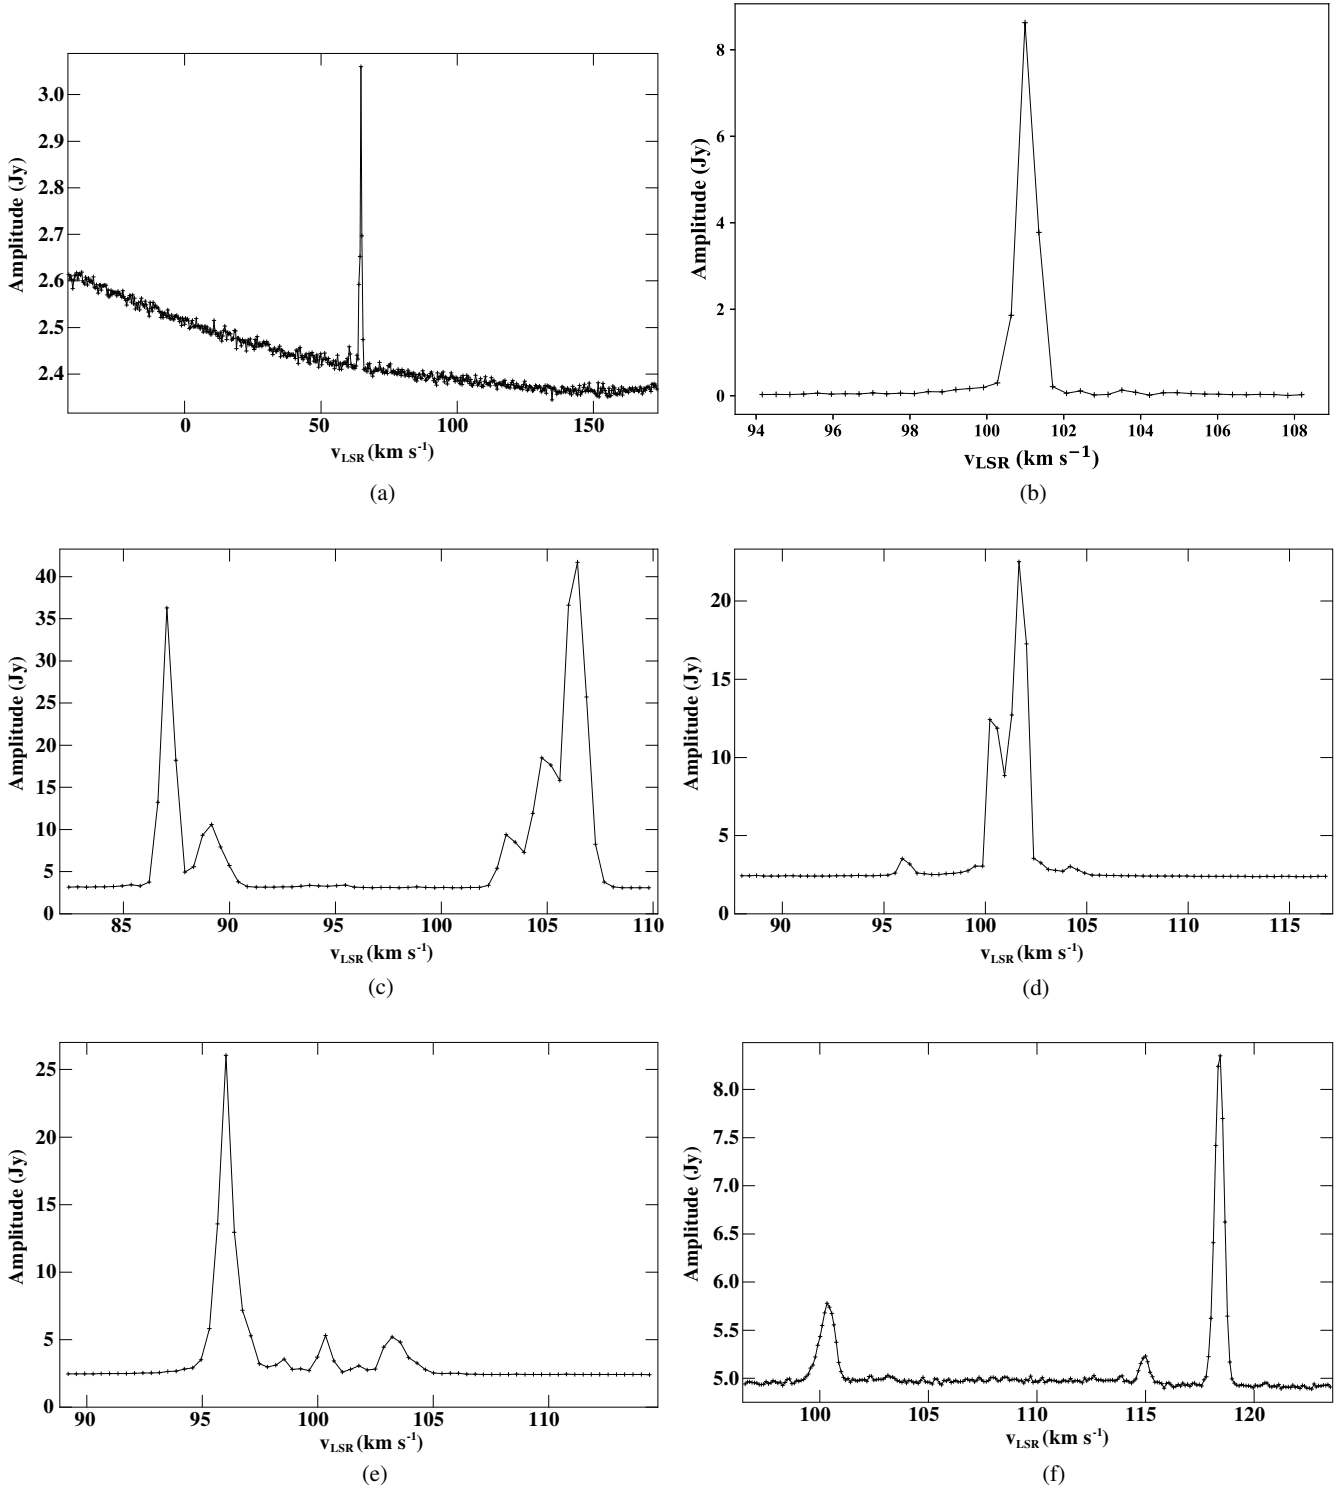 3.0
2.9
2.8
2.7
2.6
2.5
2.4
Amplitude (Jy)
0 50 100 150
vLSR (km s-1)
(a)
8
6
4
2
0
Amplitude (Jy)
94 96 98 100 102 104 106 108
vLSR (km s−1)
(b)
40
35
30
25
20
15
10
5
0
Amplitude (Jy)
85 90 95 100 105 110
vLSR (km s-1)
(c)
20
15
10
5
0
Amplitude (Jy)
90 95 100 105 110 115
vLSR (km s-1)
(d)
25
20
15
10
5
0
Amplitude (Jy)
90 95 100 105 110
vLSR (km s-1)
(e)
8.0
7.5
7.0
6.5
6.0
5.5
5.0
Amplitude (Jy)
100 105 110 115 120
vLSR (km s-1)
(f)